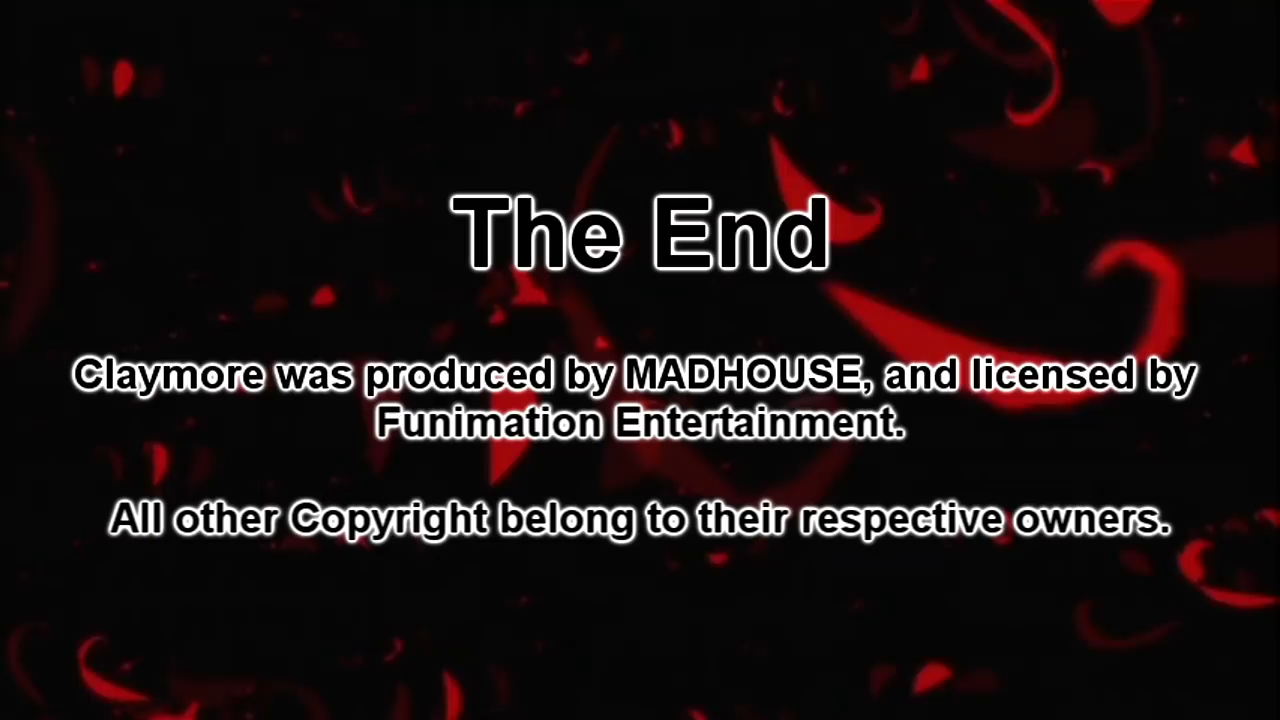 The End
Claymore was produced by MADHOUSE, and licensed by
Funimation Entertainment.
All other Copyright belong to their respective owners.